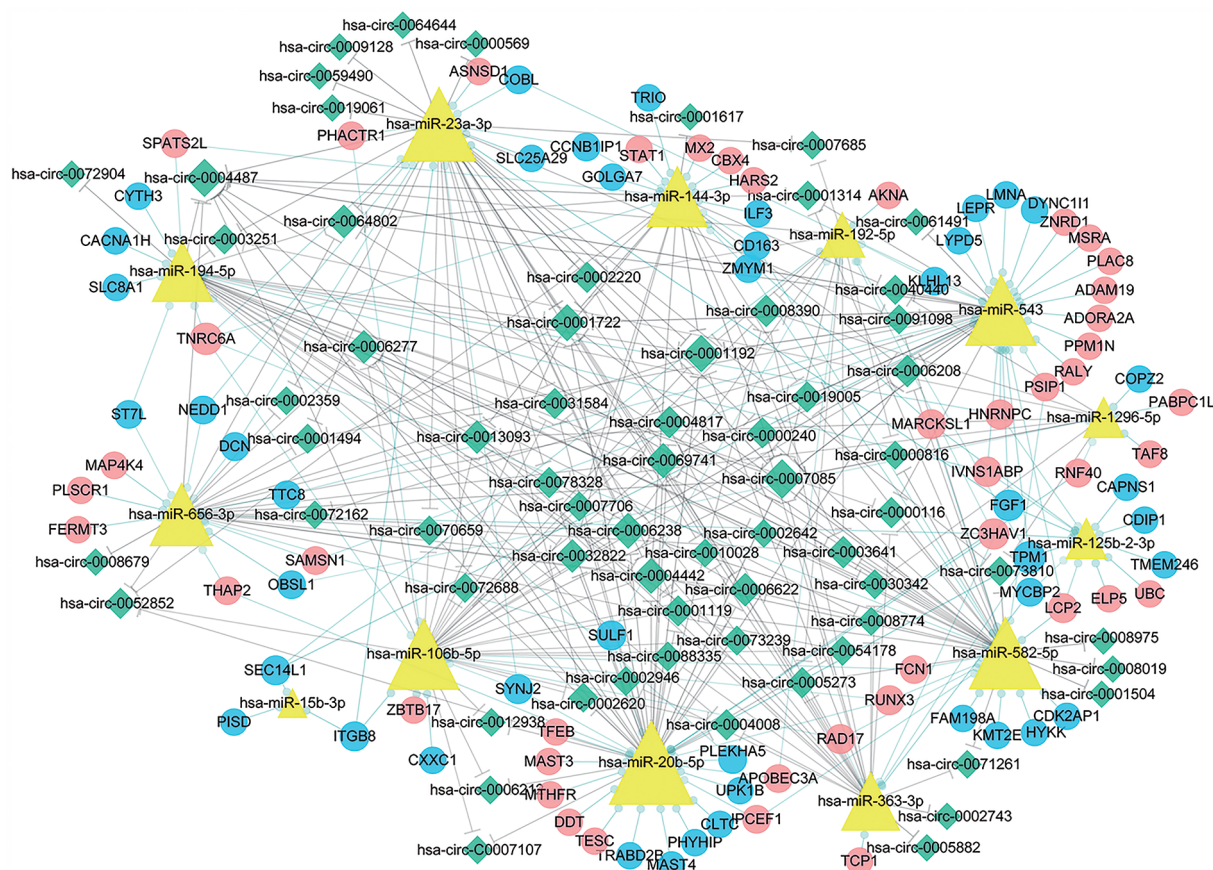 hsa-circ-0064644
hsa-circ-0009128
hsa-circ-0000569
hsa-circ-0059490
ASNSD1
COBL
hsa-circ-0019061
TRIO
hsa-miR-23a-3p
hsa-circ-0001617
PHACTR1
SPATS2L
CCNB1IP1
MX2
hsa-circ-0007685
SLC25A29
STAT1
CBX4
hsa-circ-0072904
hsa-circ-0004487
GOLGA7
HARS2
CYTH3
hsa-miR-144-3p
hsa-circ-0001314
AKNA
LMNA
LEPR
DYNC1I1
hsa-circ-0064802
ILF3
hsa-circ-0061491
ZNRD1
hsa-miR-192-5p
CACNA1H
hsa-circ-0003251
CD163
LYPD5
MSRA
hsa-miR-194-5p
ZMYM1
PLAC8
SLC8A1
hsa-circ-0002220
KLHL13
hsa-circ-0040440
ADAM19
hsa-circ-0001722
hsa-circ-0008390
hsa-miR-543
hsa-circ-0091098
ADORA2A
TNRC6A
hsa-circ-0006277
hsa-circ-0001192
PPM1N
hsa-circ-0006208
RALY
PSIP1
COPZ2
hsa-circ-0002359
hsa-circ-0031584
hsa-circ-0019005
PABPC1L
ST7L
NEDD1
HNRNPC
hsa-miR-1296-5p
hsa-circ-0004817
MARCKSL1
hsa-circ-0013093
hsa-circ-0000240
DCN
hsa-circ-0001494
TAF8
hsa-circ-0069741
hsa-circ-0000816
MAP4K4
IVNS1ABP
RNF40
hsa-circ-0078328
hsa-circ-0007085
PLSCR1
TTC8
CAPNS1
hsa-circ-0007706
FGF1
hsa-miR-656-3p
hsa-circ-0072162
hsa-circ-0000116
FERMT3
hsa-circ-0070659
hsa-circ-0006238
hsa-circ-0002642
ZC3HAV1
CDIP1
hsa-miR-125b-2-3p
hsa-circ-0008679
SAMSN1
hsa-circ-0032822
hsa-circ-0010028
hsa-circ-0003641
TPM1
TMEM246
hsa-circ-0073810
hsa-circ-0004442
THAP2
OBSL1
hsa-circ-0072688
hsa-circ-0006622
hsa-circ-0030342
MYCBP2
UBC
ELP5
hsa-circ-0052852
hsa-circ-0001119
LCP2
hsa-circ-0008774
SULF1
hsa-circ-0073239
hsa-circ-0008975
hsa-miR-106b-5p
hsa-circ-0088335
hsa-circ-0054178
hsa-miR-582-5p
SEC14L1
FCN1
hsa-circ-0008019
hsa-circ-0002946
hsa-circ-0005273
SYNJ2
RUNX3
hsa-circ-0001504
hsa-miR-15b-3p
hsa-circ-0002620
ZBTB17
FAM198A
CDK2AP1
PISD
hsa-circ-0012938
hsa-circ-0004008
HYKK
ITGB8
TFEB
RAD17
KMT2E
PLEKHA5
CXXC1
MAST3
hsa-miR-20b-5p
hsa-circ-0071261
APOBEC3A
UPK1B
MTHFR
hsa-miR-363-3p
hsa-circ-0002743
DDT
CLTC
IPCEF1
TESC
PHYHIP
hsa-circ-C0007107
TRABD2B
hsa-circ-0005882
MAST4
TCP1